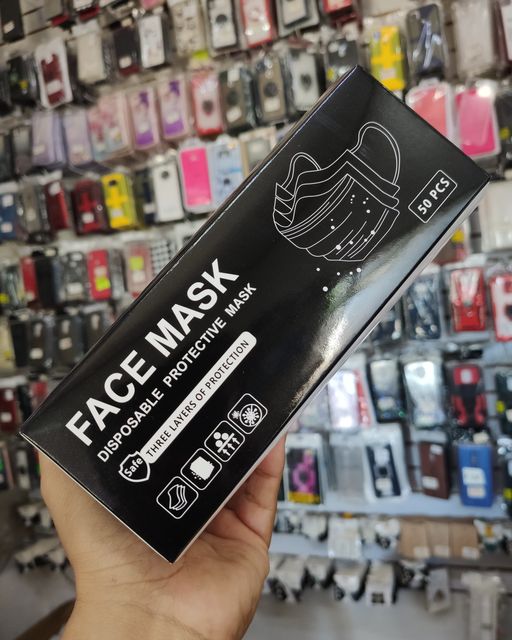 50 PCS
FACE MASK
DISPOSABLE PROTECTIVE MASK
Safe
THREE LAYERS OF PROTECTION